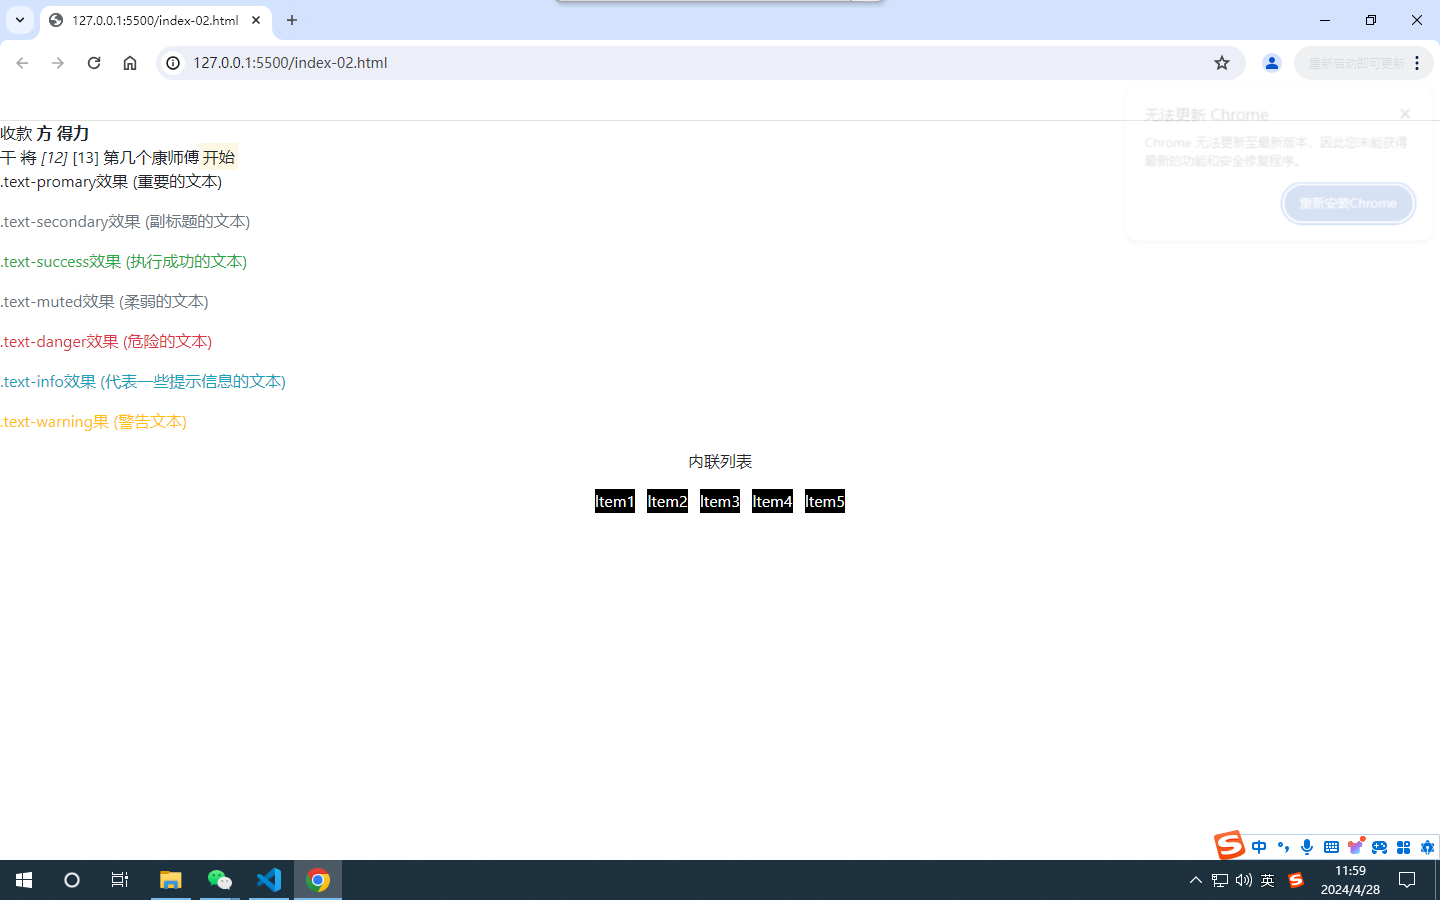 127.0.0.1:5500/index-02.html
127.0.0.1:5500/index-02.html
重新启动即可更新
无法更新 Chrome
Chrome 无法更新至最新版本，因此您未能获得
最新的功能和安全修复程序。
重新安装Chrome
收款 方 得力
干 将 [12] [13] 第几个康师傅 开始
.text-promary效果 (重要的文本)
.text-secondary效果 (副标题的文本)
.text-success效果 (执行成功的文本)
.text-muted效果 (柔弱的文本)
.text-danger效果 (危险的文本)
.text-info效果 (代表一些提示信息的文本)
.text-warning果 (警告文本)
内联列表
Item1 Item2 Item3 Item4 Item5
中
英
11:59
2024/4/28